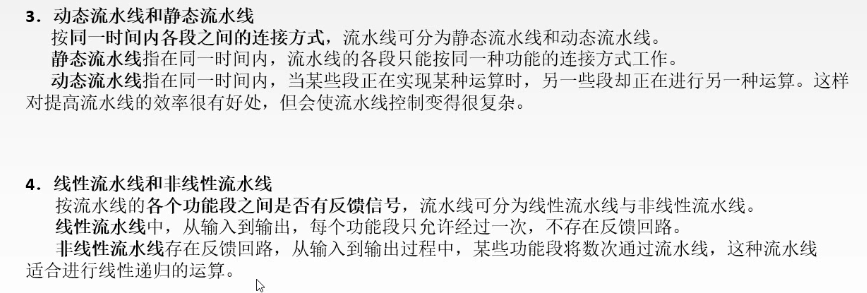 3．动态流水线和静态流水线
按同一时间内各段之间的连接方式，流水线可分为静态流水线和动态流水线。
静态流水线指在同一时间内，流水线的各段只能按同一种功能的连接方式工作。
动态流水线指在同一时间内，当某些段正在实现某种运算时，另一些段却正在进行另一种运算。这样
对提高流水线的效率很有好处，但会使流水线控制变得很复杂。
4．线性流水线和非线性流水线
按流水线的各个功能段之间是否有反馈信号，流水线可分为线性流水线与非线性流水线。
线性流水线中，从输入到输出，每个功能段只允许经过一次，不存在反馈回路。
非线性流水线存在反馈回路，从输入到输出过程中，某些功能段将数次通过流水线，这种流水线
适合进行线性递归的运算。